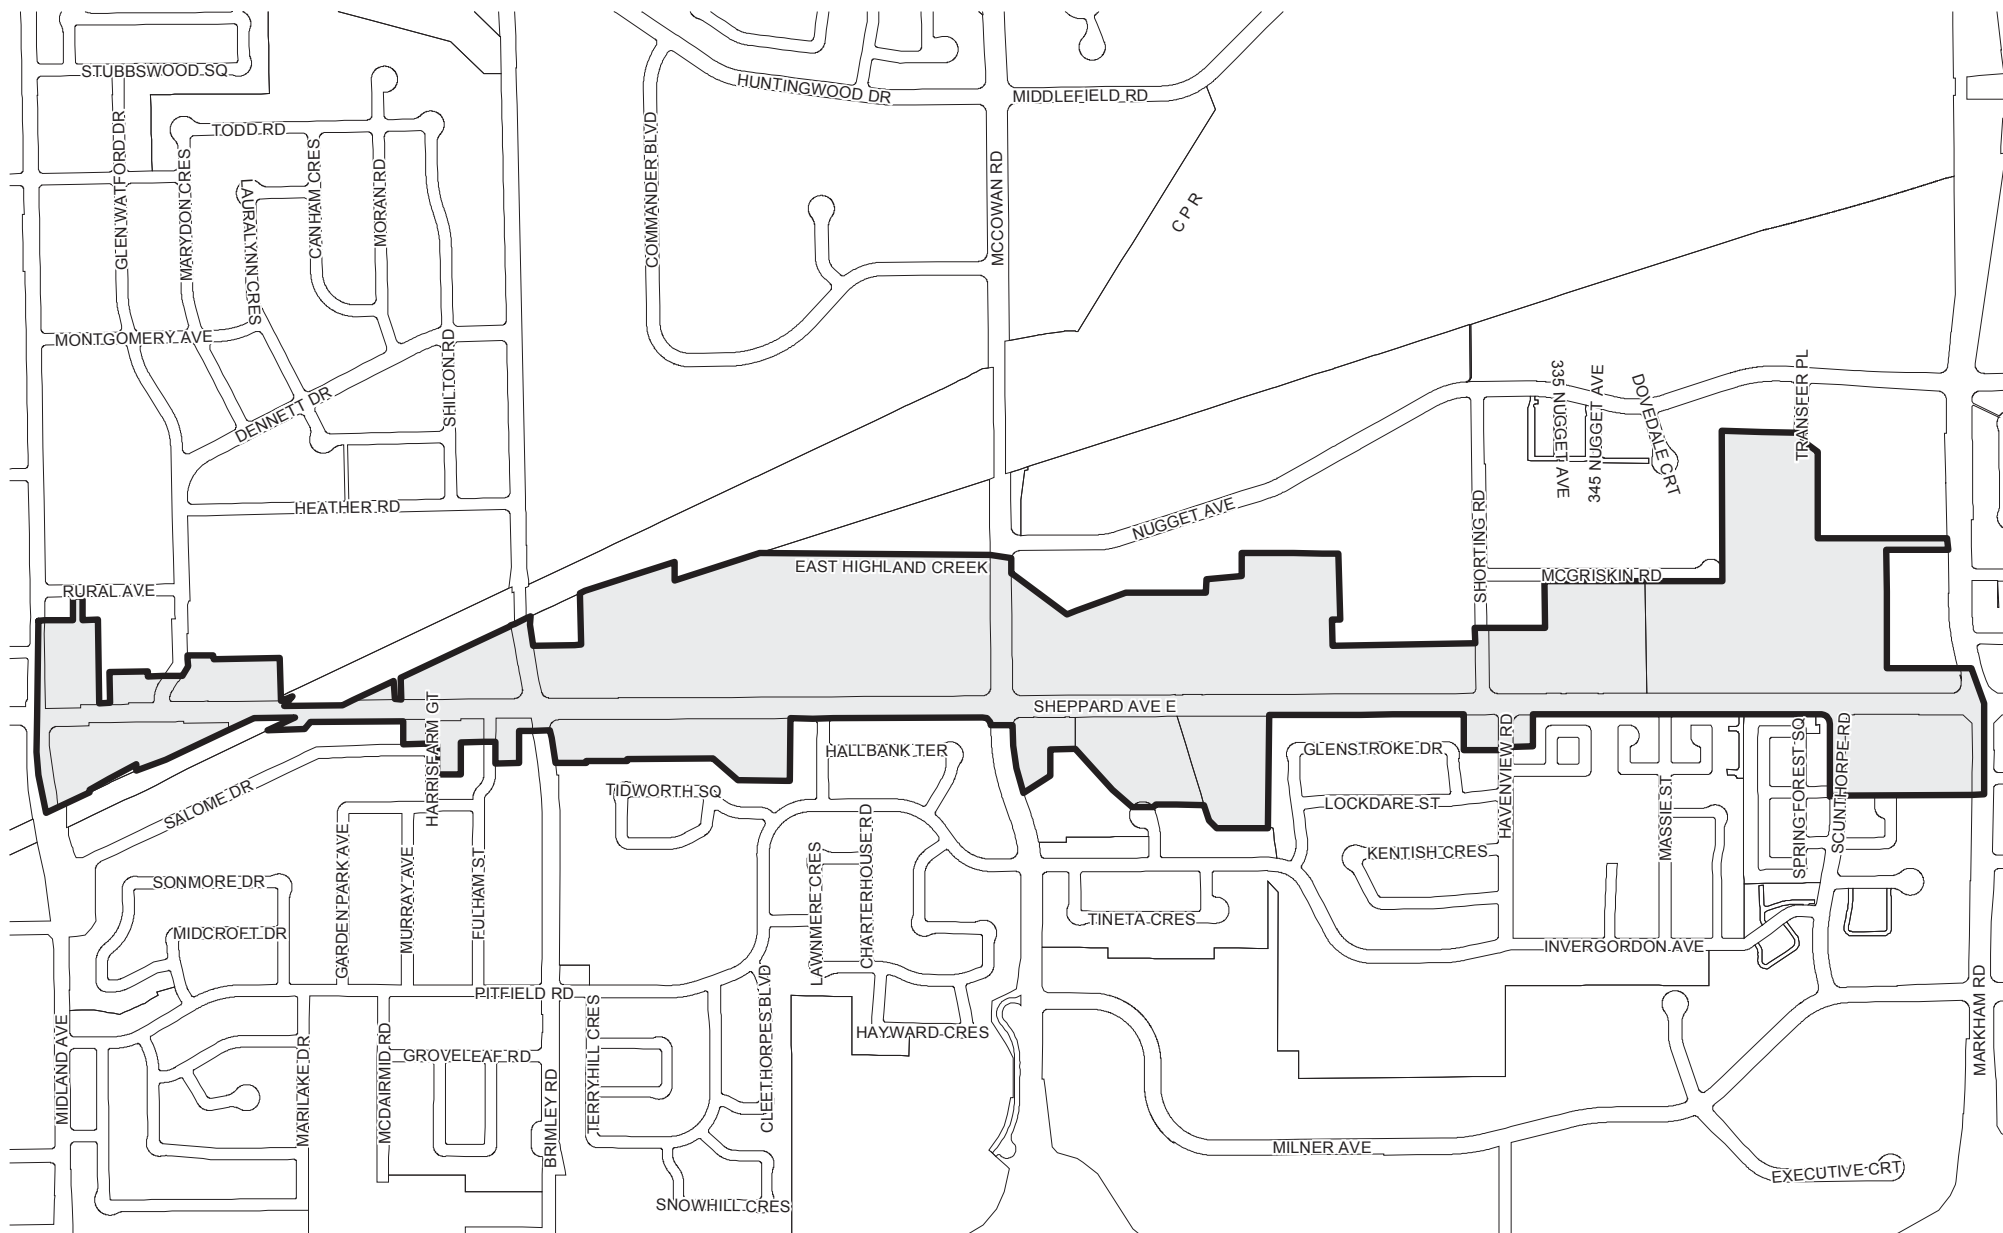 STUBBSWOOD SQ
HUNTINGWOOD DR
MIDDLEFIELD RD
TODD RD
GLEN WATFORD DR
MARYDON CRES
LAURALYNN CRES
CANHAM CRES
MORAN RD
COMMANDER BLVD
MCCOWAN RD
CPR
MONTGOMERY AVE
SHILTON RD
DENNETT DR
HEATHER RD
335 NUGGET AVE
345 NUGGET AVE
DOVEDALE CRT
TRANSFER PL
NUGGET AVE
SHORTING RD
MCGRISKIN RD
EAST HIGHLAND CREEK
RURAL AVE
SHEPPARD AVE E
HARRISFARM GT
HALLBANK TER
GLENSTROKE DR
HAVENVIEW RD
SPRING FOREST SQ
SCUNTHORPE RD
SALOME DR
TIDWORTH SQ
LOCKDARE ST
MASSIE ST
GARDEN PARK AVE
MURRAY AVE
FULHAM ST
LAWNMERE CRES
CHARTERHOUSE RD
KENTISH CRES
SONMORE DR
TINETA CRES
MIDCROFT DR
INVERGORDON AVE
PITFIELD RD
MIDLAND AVE
MARILAKE DR
MCDAIRMID RD
GROVELEAF RD
BRIMLEY RD
TERRYHILL CRES
CLEETHORPES BLVD
HAYWARD CRES
MARKHAM RD
MILNER AVE
EXECUTIVE CRT
SNOWHILL CRES